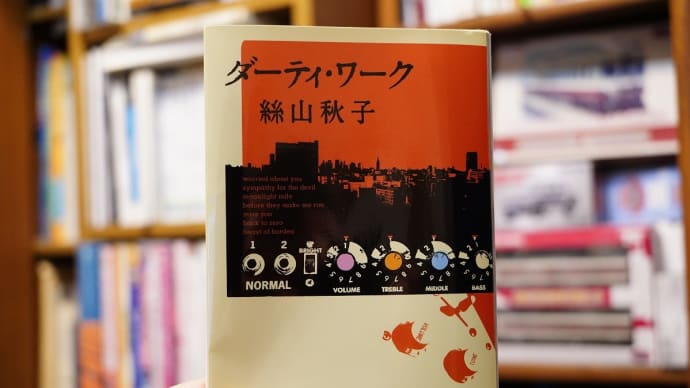 ダーティ・ワーク
絲山秋子
worried about you
sympathy for the devil
moonlight mile
before they make me run
miss you
back to zero
beast of burden
1 2 BRIGHT
NORMAL VOLUME TREBLE MIDDLE BASS